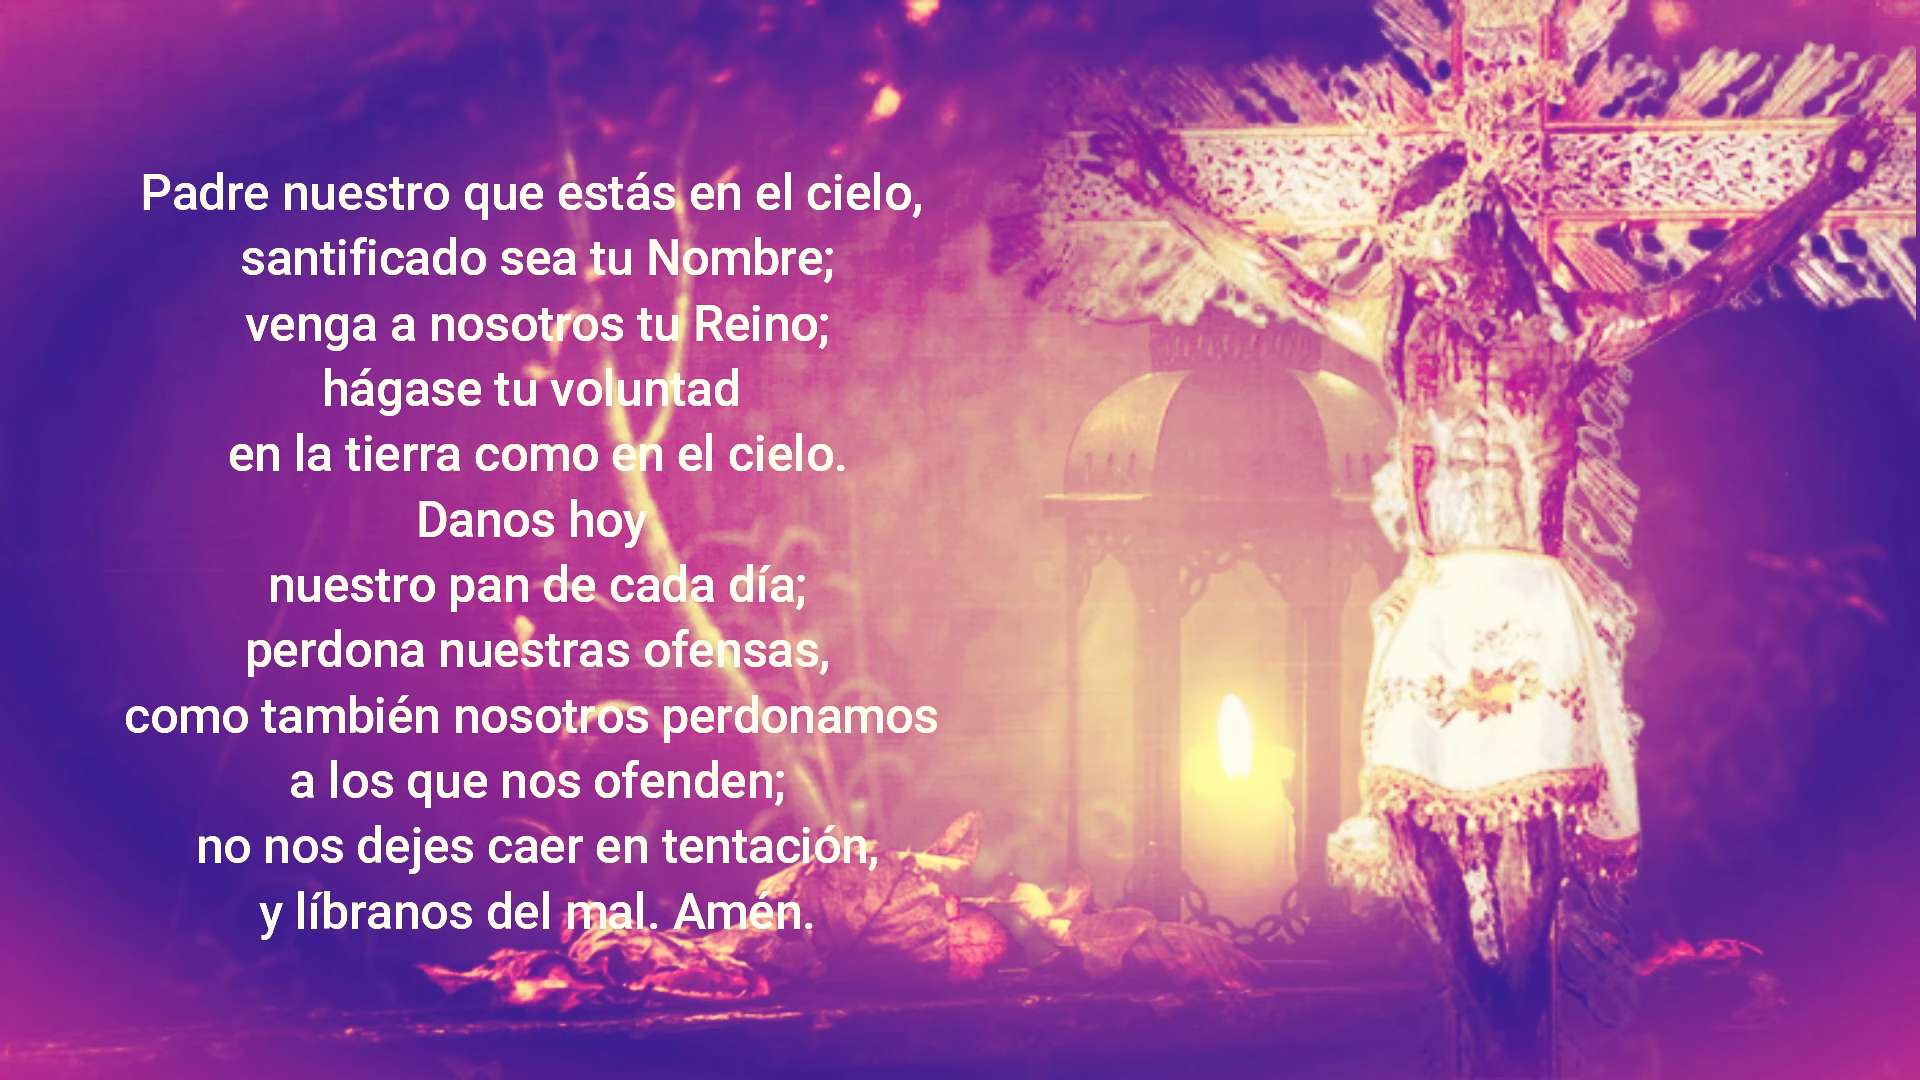 Padre nuestro que estás en el cielo,
santificado sea tu Nombre;
venga a nosotros tu Reino;
hágase tu voluntad
en la tierra como en el cielo.
Danos hoy
nuestro pan de cada día;
perdona nuestras ofensas,
como también nosotros perdonamos
a los que nos ofenden;
no nos dejes caer en tentación,
y líbranos del mal. Amén.